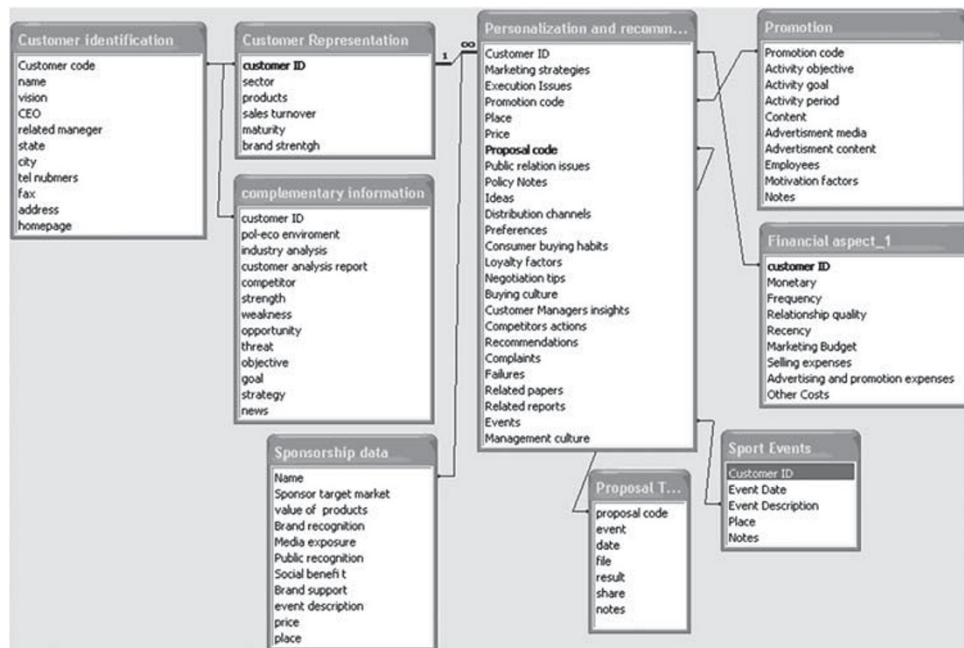 Customer identification
Customer code
name
vision
CEO
related maneger
state
city
tel nubmers
fax
address
homepage
Customer Representation
customer ID
sector
products
sales turnover
maturity
brand strentgh
1
∞
complementary information
customer ID
pol-eco enviroment
industry analysis
customer analysis report
competitor
strength
weakness
opportunity
threat
objective
goal
strategy
news
Sponsorship data
Name
Sponsor target market
value of products
Brand recognition
Media exposure
Public recognition
Social benefi t
Brand support
event description
price
place
Personalization and recomm...
Customer ID
Marketing strategies
Execution Issues
Promotion code
Place
Price
Proposal code
Public relation issues
Policy Notes
Ideas
Distribution channels
Preferences
Consumer buying habits
Loyalty factors
Negotiation tips
Buying culture
Customer Managers insights
Competitors actions
Recommendations
Complaints
Failures
Related papers
Related reports
Events
Management culture
Proposal T...
proposal code
event
date
file
result
share
notes
Promotion
Promotion code
Activity objective
Activity goal
Activity period
Content
Advertisment media
Advertisment content
Employees
Motivation factors
Notes
Financial aspect_1
customer ID
Monetary
Frequency
Relationship quality
Recency
Marketing Budget
Selling expenses
Advertising and promotion expenses
Other Costs
Sport Events
Customer ID
Event Date
Event Description
Place
Notes